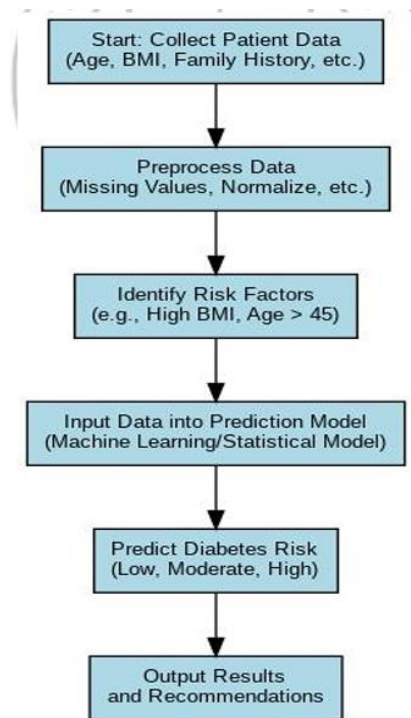 Start: Collect Patient Data
(Age, BMI, Family History, etc.)
Preprocess Data
(Missing Values, Normalize, etc.)
Identify Risk Factors
(e.g., High BMI, Age > 45)
Input Data into Prediction Model
(Machine Learning/Statistical Model)
Predict Diabetes Risk
(Low, Moderate, High)
Output Results
and Recommendations